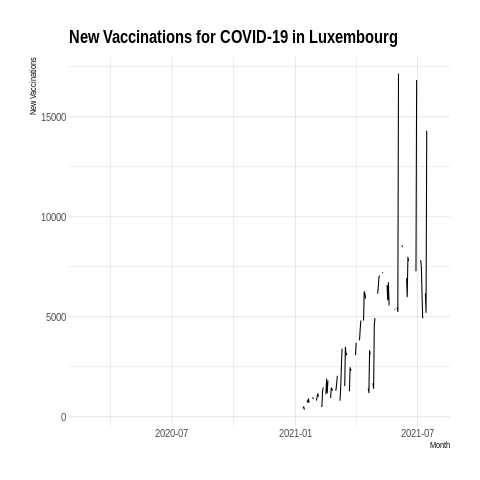 New Vaccinations for COVID-19 in Luxembourg
New Vaccinations
15000
10000
5000
0
2020-07 2021-01 2021-07
Month